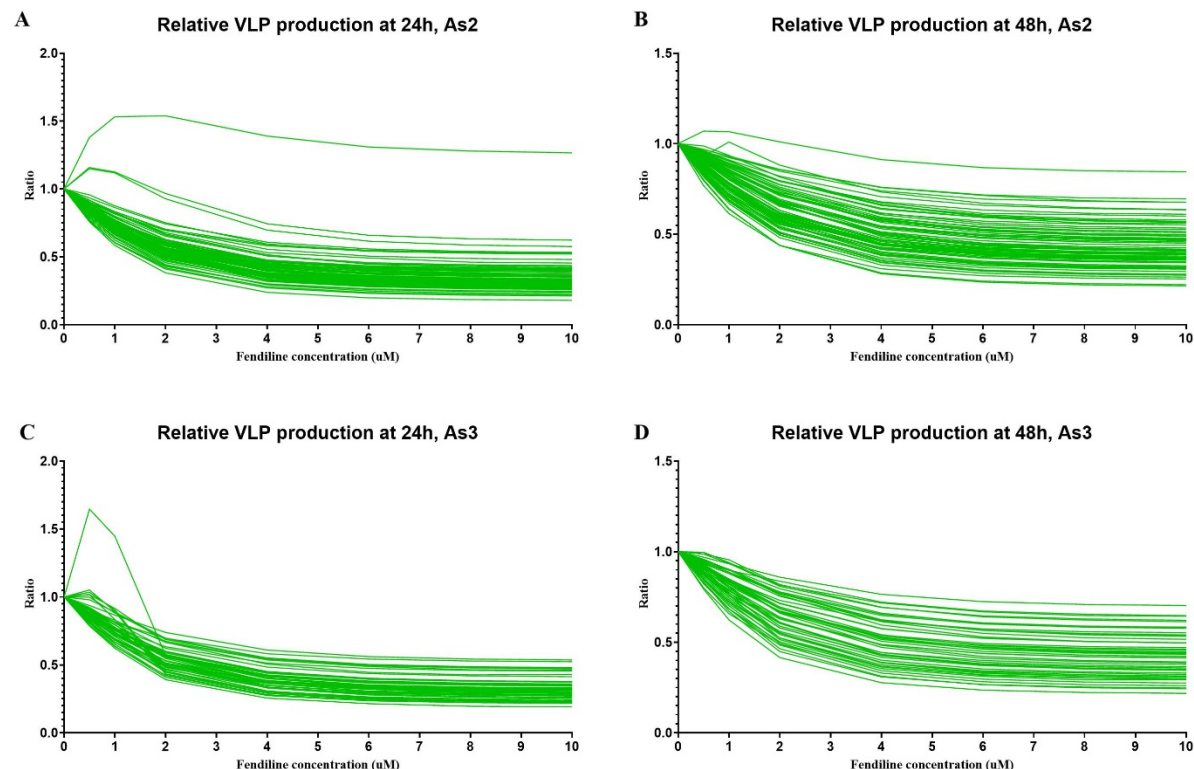 A
Relative VLP production at 24h, As2
2.0
1.5
1.0
0.5
0.0
Ratio
0 1 2 3 4 5 6 7 8 9 10
Fendiline concentration (uM)
B
Relative VLP production at 48h, As2
1.5
1.0
0.5
0.0
Ratio
0 1 2 3 4 5 6 7 8 9 10
Fendiline concentration (uM)
C
Relative VLP production at 24h, As3
2.0
1.5
1.0
0.5
0.0
Ratio
0 1 2 3 4 5 6 7 8 9 10
Fendiline concentration (uM)
D
Relative VLP production at 48h, As3
1.5
1.0
0.5
0.0
Ratio
0 1 2 3 4 5 6 7 8 9 10
Fendiline concentration (uM)